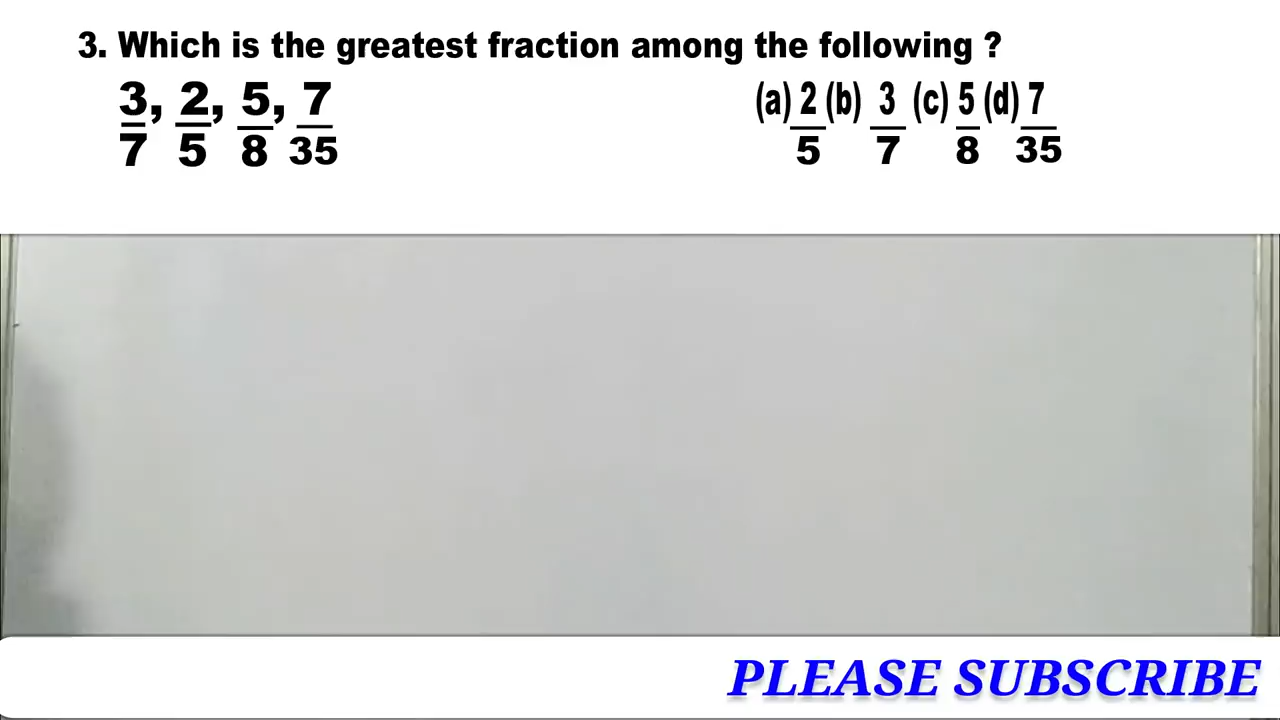 3. Which is the greatest fraction among the following ?
3/7, 2/5, 5/8, 7/35
(a) 2/5 (b) 3/7 (c) 5/8 (d) 7/35
PLEASE SUBSCRIBE